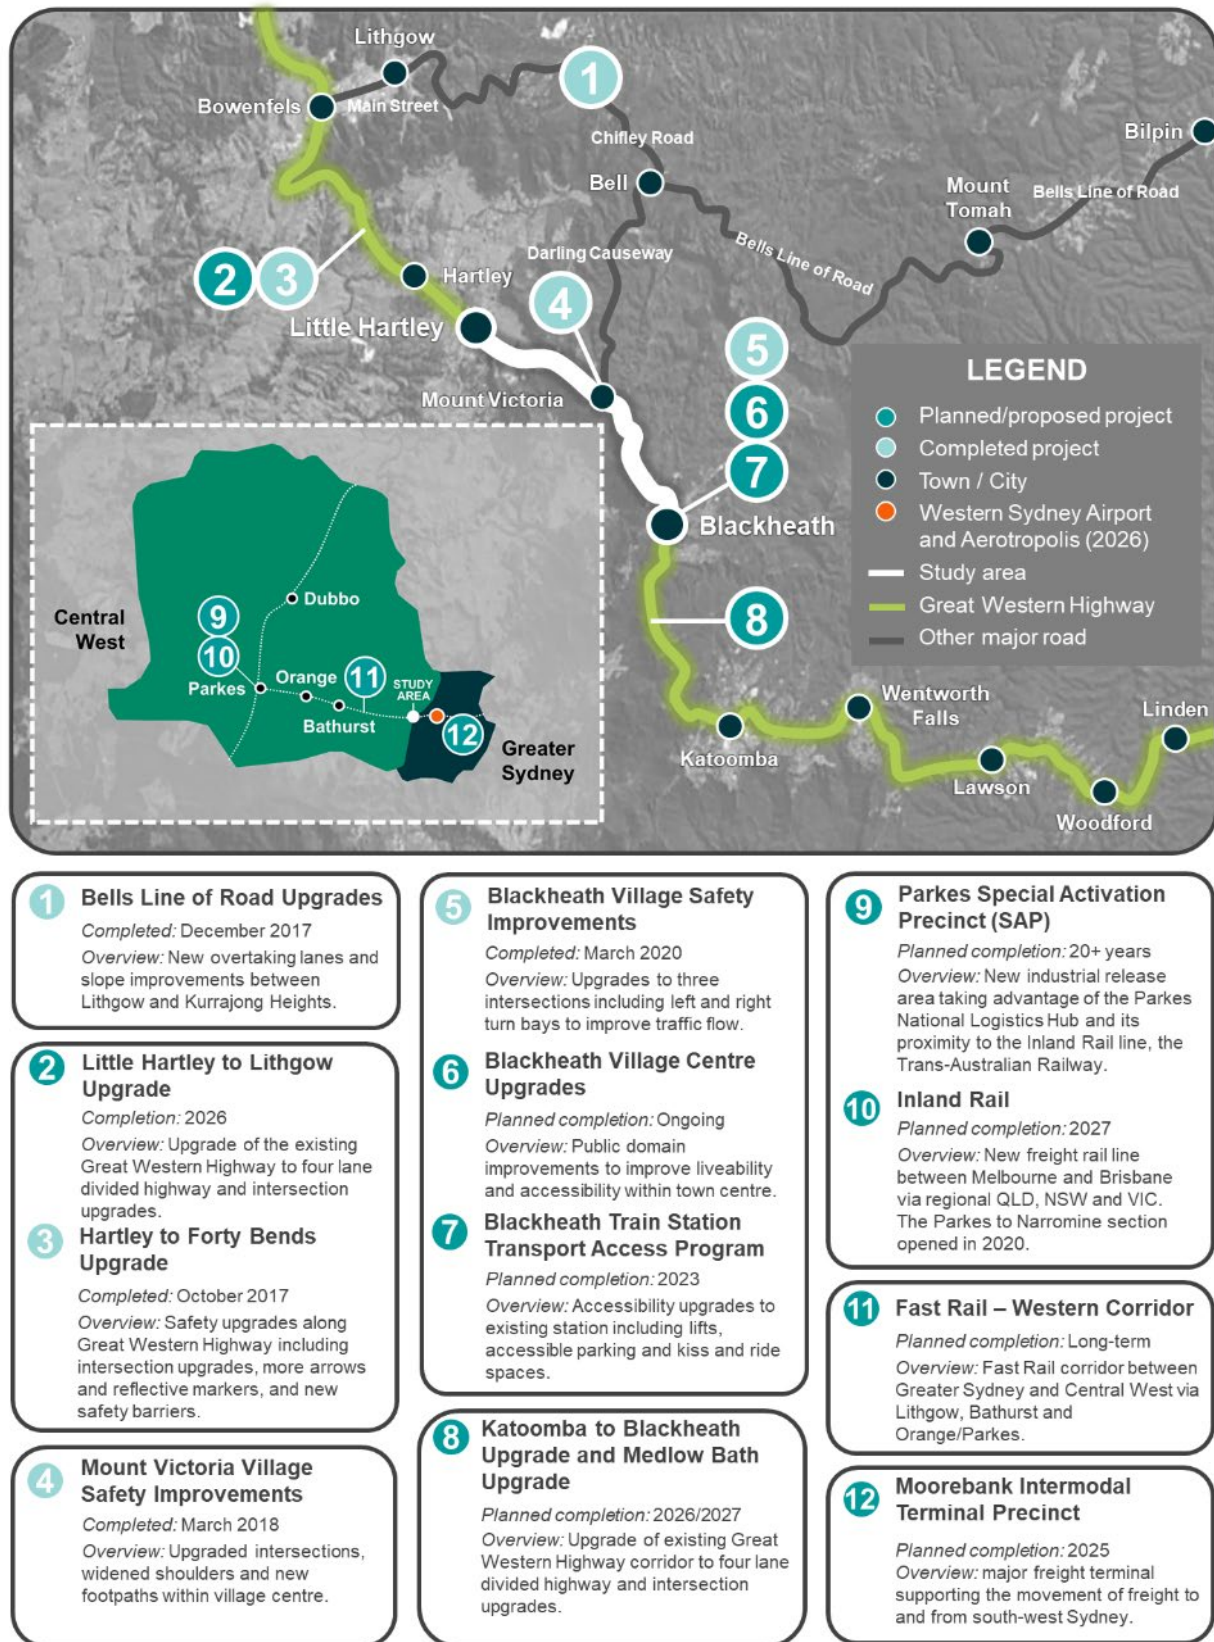 Lithgow
1
Bowenfels
Main Street
Chifley Road
Bilpin
Bell
Mount
Tomah
Bells Line of Road
Darling Causeway
Bells Line of Road
2
3
Hartley
4
Little Hartley
5
Mount Victoria
6
7
Blackheath
8
LEGEND
Planned/proposed project
Completed project
Town / City
Western Sydney Airport
and Aerotropolis (2026)
Study area
Great Western Highway
Other major road
Central
West
9
10
Dubbo
Parkes
Orange
11
STUDY
AREA
Bathurst
12
Greater
Sydney
Katoomba
Wentworth
Falls
Lawson
Linden
Woodford
1
Bells Line of Road Upgrades
Completed: December 2017
Overview: New overtaking lanes and
slope improvements between
Lithgow and Kurrajong Heights.
2
Little Hartley to Lithgow
Upgrade
Completion: 2026
Overview: Upgrade of the existing
Great Western Highway to four lane
divided highway and intersection
upgrades.
3
Hartley to Forty Bends
Upgrade
Completed: October 2017
Overview: Safety upgrades along
Great Western Highway including
intersection upgrades, more arrows
and reflective markers, and new
safety barriers.
4
Mount Victoria Village
Safety Improvements
Completed: March 2018
Overview: Upgraded intersections,
widened shoulders and new
footpaths within village centre.
5
Blackheath Village Safety
Improvements
Completed: March 2020
Overview: Upgrades to three
intersections including left and right
turn bays to improve traffic flow.
6
Blackheath Village Centre
Upgrades
Planned completion: Ongoing
Overview: Public domain
improvements to improve liveability
and accessibility within town centre.
7
Blackheath Train Station
Transport Access Program
Planned completion: 2023
Overview: Accessibility upgrades to
existing station including lifts,
accessible parking and kiss and ride
spaces.
8
Katoomba to Blackheath
Upgrade and Medlow Bath
Upgrade
Planned completion: 2026/2027
Overview: Upgrade of existing Great
Western Highway corridor to four lane
divided highway and intersection
upgrades.
9
Parkes Special Activation
Precinct (SAP)
Planned completion: 20+ years
Overview: New industrial release
area taking advantage of the Parkes
National Logistics Hub and its
proximity to the Inland Rail line, the
Trans-Australian Railway.
10
Inland Rail
Planned completion: 2027
Overview: New freight rail line
between Melbourne and Brisbane
via regional QLD, NSW and VIC.
The Parkes to Narromine section
opened in 2020.
11
Fast Rail – Western Corridor
Planned completion: Long-term
Overview: Fast Rail corridor between
Greater Sydney and Central West via
Lithgow, Bathurst and
Orange/Parkes.
12
Moorebank Intermodal
Terminal Precinct
Planned completion: 2025
Overview: major freight terminal
supporting the movement of freight to
and from south-west Sydney.